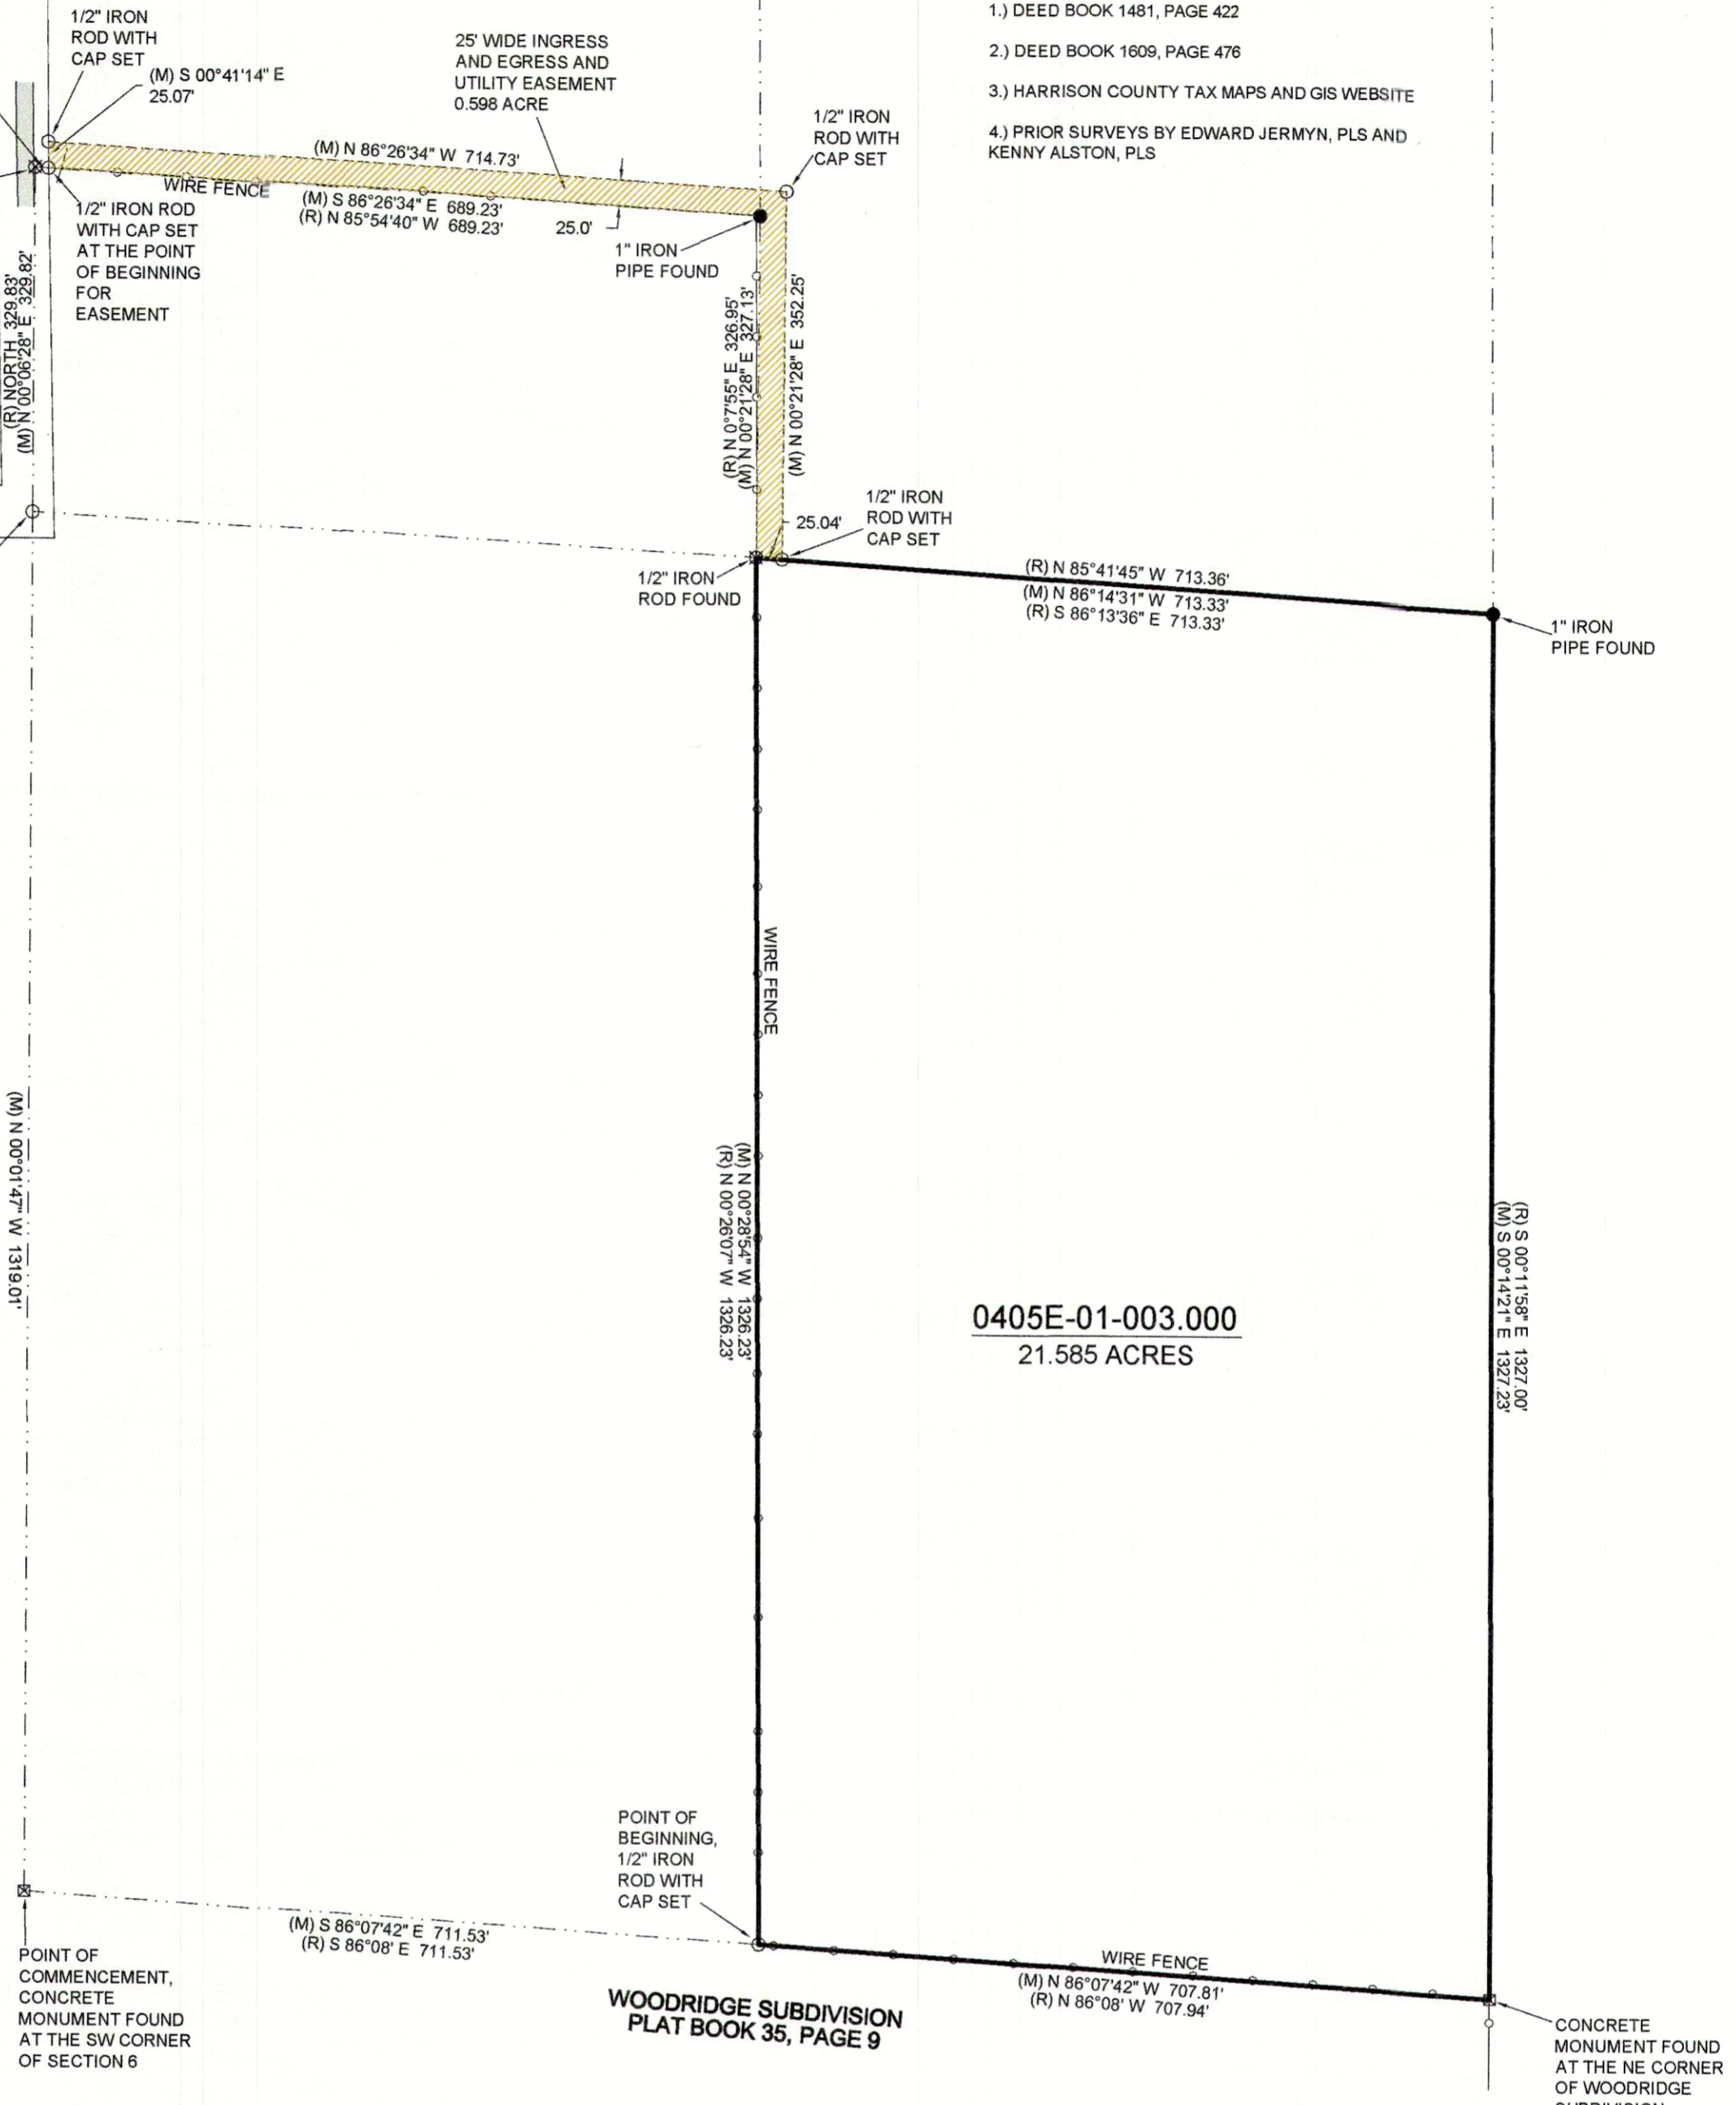 1/2" IRON
ROD WITH
CAP SET
(M) S 00°41'14" E
25.07'
25' WIDE INGRESS
AND EGRESS AND
UTILITY EASEMENT
0.598 ACRE
1.) DEED BOOK 1481, PAGE 422
2.) DEED BOOK 1609, PAGE 476
3.) HARRISON COUNTY TAX MAPS AND GIS WEBSITE
4.) PRIOR SURVEYS BY EDWARD JERMYN, PLS AND
KENNY ALSTON, PLS
1/2" IRON
ROD WITH
CAP SET
(M) N 86°26'34" W 714.73'
WIRE FENCE
(M) S 86°26'34" E 689.23'
(R) N 85°54'40" W 689.23'
25.0'
1/2" IRON ROD
WITH CAP SET
AT THE POINT
OF BEGINNING
FOR
EASEMENT
1" IRON
PIPE FOUND
(R) NORTH 329.83'
(M) N 00°06'28" E 329.82'
(R) N 0°7'55" E 326.95'
(M) N 00°21'28" E 327.13'
(M) N 00°21'28" E 352.25'
25.04'
1/2" IRON
ROD WITH
CAP SET
1/2" IRON
ROD FOUND
(R) N 85°41'45" W 713.36'
(M) N 86°14'31" W 713.33'
(R) S 86°13'36" E 713.33'
1" IRON
PIPE FOUND
WIRE FENCE
(M) N 00°01'47" W 1319.01'
(M) N 00°28'54" W 1326.23'
(R) N 00°26'07" W 1326.23'
(R) S 00°11'58" E 1327.00'
(M) S 00°14'21" E 1327.23'
0405E-01-003.000
21.585 ACRES
POINT OF
BEGINNING,
1/2" IRON
ROD WITH
CAP SET
(M) S 86°07'42" E 711.53'
(R) S 86°08' E 711.53'
POINT OF
COMMENCEMENT,
CONCRETE
MONUMENT FOUND
AT THE SW CORNER
OF SECTION 6
WIRE FENCE
(M) N 86°07'42" W 707.81'
(R) N 86°08' W 707.94'
WOODRIDGE SUBDIVISION
PLAT BOOK 35, PAGE 9
CONCRETE
MONUMENT FOUND
AT THE NE CORNER
OF WOODRIDGE